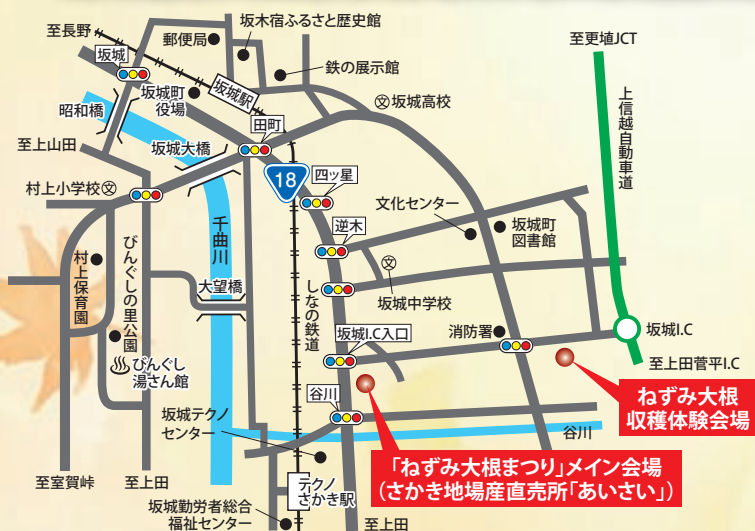 坂木宿ふるさと歴史館
至長野
郵便局
坂城
鉄の展示館
至更埴JCT
坂城町
役場
坂城駅
坂城高校
文
昭和橋
上信越自動車道
田町
至上山田
坂城大橋
18
四ッ星
村上小学校
文
文化センター
坂城町
図書館
逆木
千曲川
村上保育園
びんぐしの里公園
文
坂城中学校
大望橋
しなの鉄道
坂城I.C入口
消防署
坂城I.C
至上田菅平I.C
びんぐし
湯さん館
ねずみ大根
収穫体験会場
谷川
坂城テクノ
センター
谷川
「ねずみ大根まつり」メイン会場
(さかき地場産直売所「あいさい」)
至室賀峠
至上田
テクノ
さかき駅
坂城勤労者総合
福祉センター
至上田